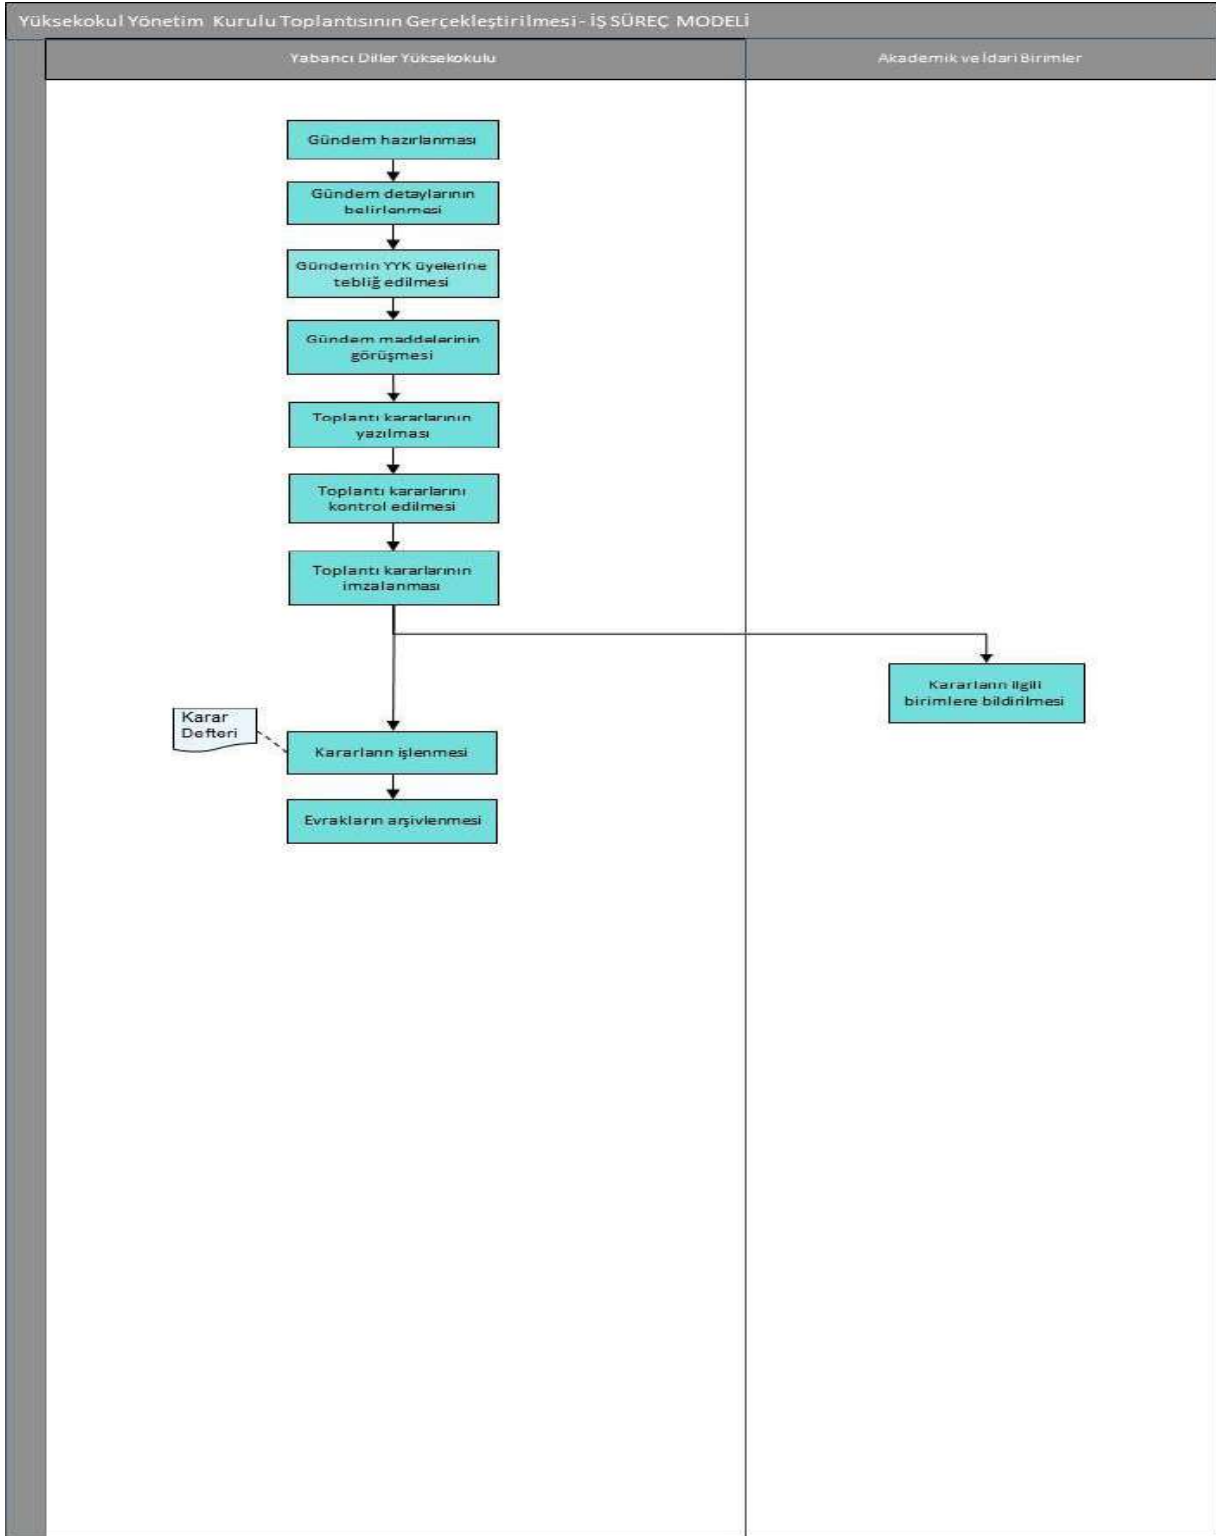 Yüksekokul Yönetim Kurulu Toplantısının Gerçekleştirilmesi - İŞ SÜREÇ MODELİ
Yabancı Diller Yüksekokulu
Akademik ve İdari Birimler
Gündem hazırlanması
Gündem detaylarının
belirlenmesi
Gündemin YYK üyelerine
tebliğ edilmesi
Gündem maddelerinin
görüşmesi
Toplantı kararlarının
yazılması
Toplantı kararlarını
kontrol edilmesi
Toplantı kararlarının
imzalanması
Kararların ilgili
birimlere bildirilmesi
Karar
Defteri
Kararların işlenmesi
Evrakların arşivlenmesi